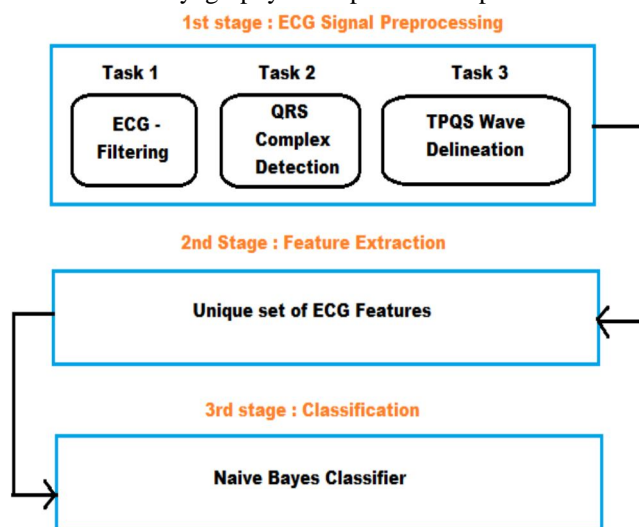 1st stage : ECG Signal Preprocessing
Task 1 Task 2 Task 3
ECG -
Filtering
QRS
Complex
Detection
TPQS Wave
Delineation
2nd Stage : Feature Extraction
Unique set of ECG Features
3rd stage : Classification
Naive Bayes Classifier